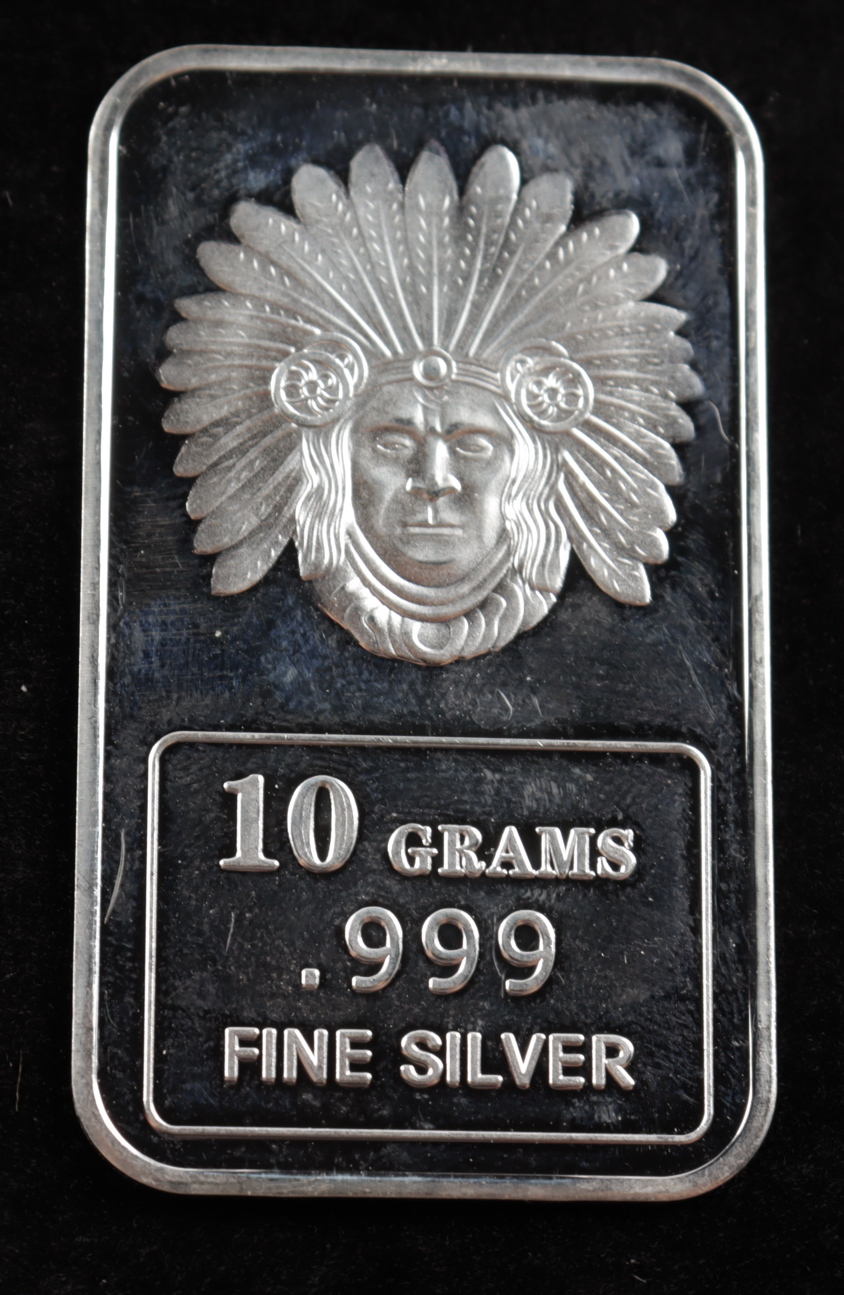 10 GRAMS
.999
FINE SILVER